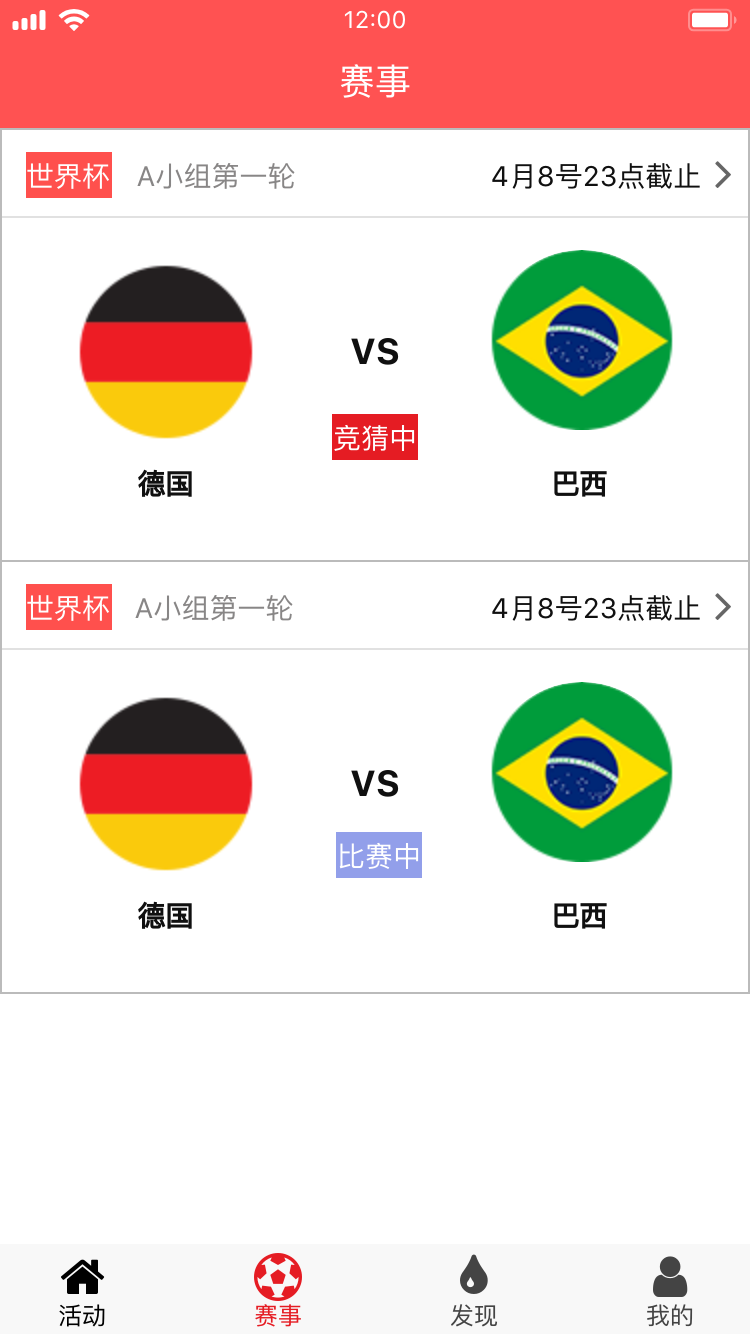 12:00
赛事
世界杯 A小组第一轮 4月8号23点截止
VS
竞猜中
德国 巴西
世界杯 A小组第一轮 4月8号23点截止
VS
比赛中
德国 巴西
活动 赛事 发现 我的